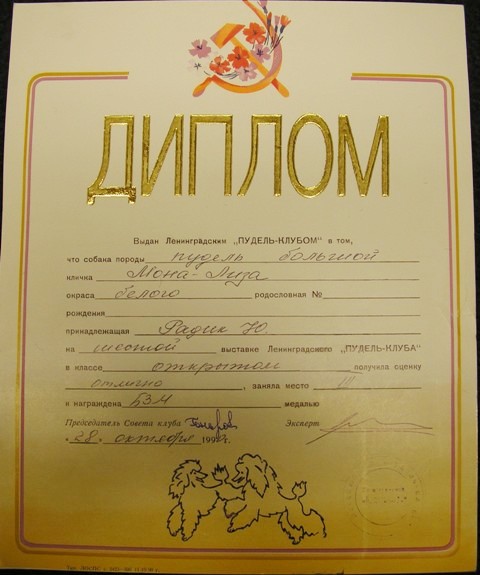 ДИПЛОМ
Выдан Ленинградским „ПУДЕЛЬ-КЛУБОМ" в том,
что собака породы пудель большой
кличка Мона-Лиза
окраса белого родословная №
рождения
принадлежащая Радик Ю.
на шестой выставке Ленинградского „ПУДЕЛЬ-КЛУБА"
в классе открытом получила оценку
отлично, заняла место
и награждена БЗМ медалью
Председатель Совета клуба Эксперт
„28" октября 199 г.